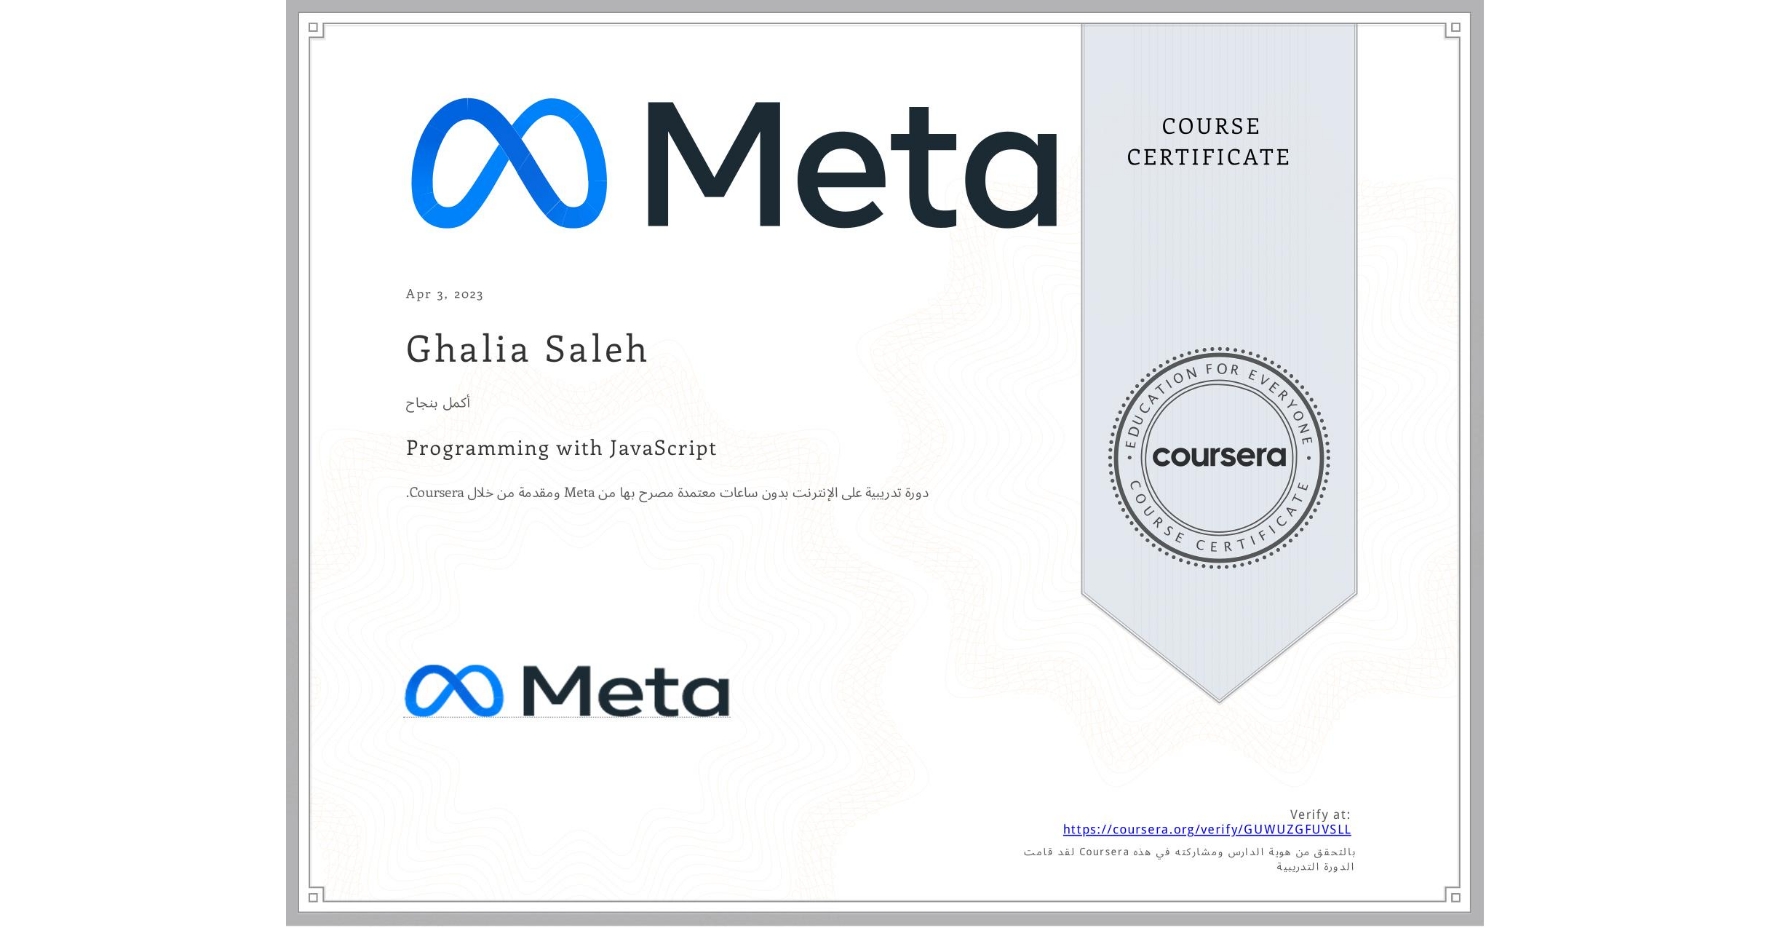 Meta
COURSE
CERTIFICATE
Apr 3, 2023
Ghalia Saleh
أكمل بنجاح
Programming with JavaScript
دورة تدريبية على الإنترنت بدون ساعات معتمدة مصرح بها من Meta ومقدمة من خلال Coursera.
EDUCATION FOR EVERYONE
coursera
COURSE CERTIFICATE
Meta
Verify at:
https://coursera.org/verify/GUWUZGFUVSLL
لقد قامت Coursera بالتحقق من هوية الدارس ومشاركته في هذه
الدورة التدريبية